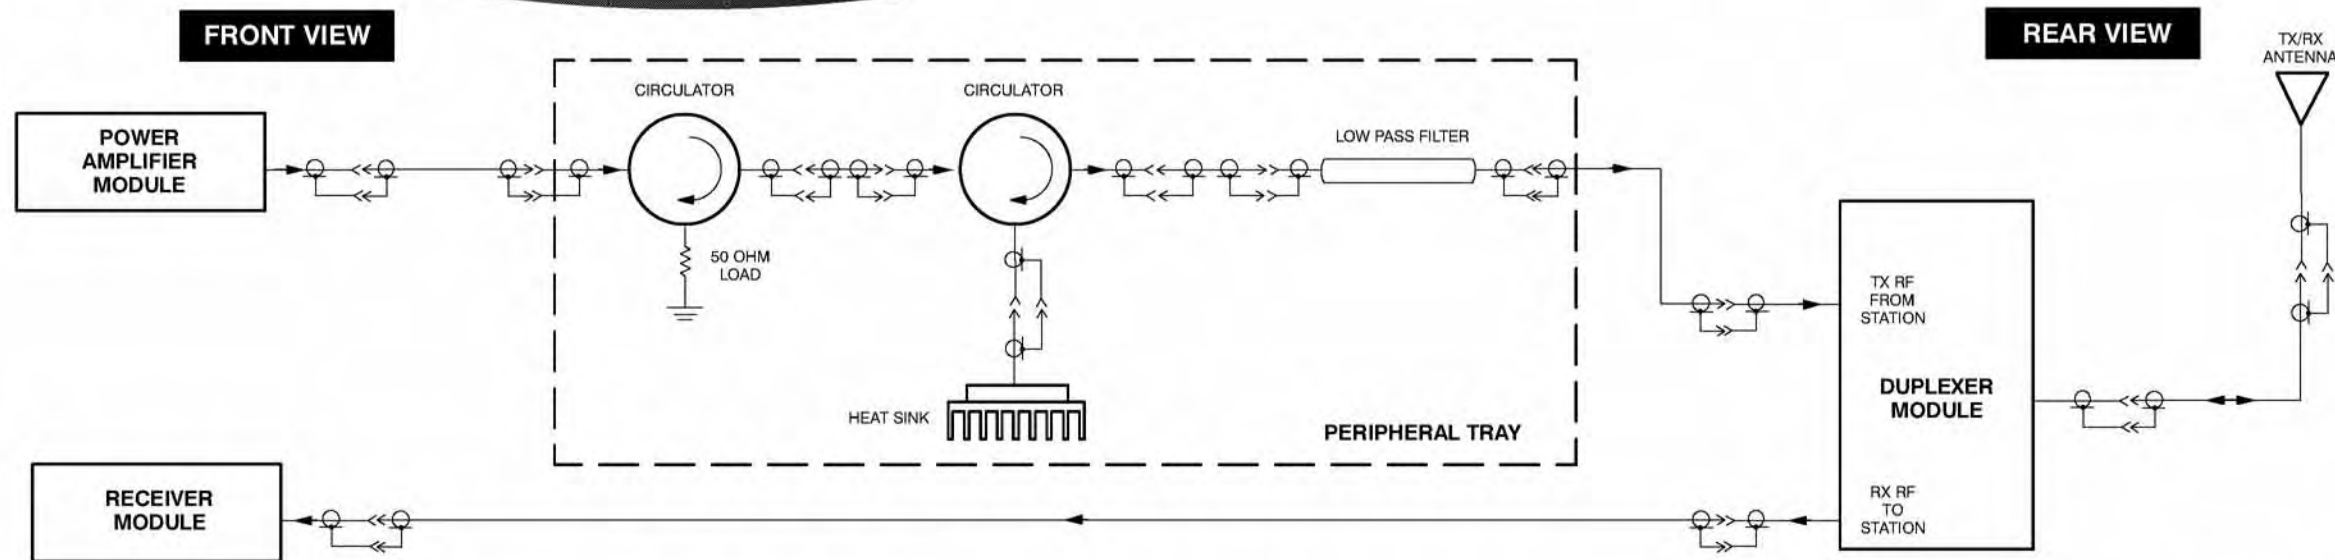 FRONT VIEW
REAR VIEW
TX/RX
ANTENNA
CIRCULATOR
CIRCULATOR
POWER
AMPLIFIER
MODULE
LOW PASS FILTER
50 OHM
LOAD
TX RF
FROM
STATION
DUPLEXER
MODULE
HEAT SINK
PERIPHERAL TRAY
RECEIVER
MODULE
RX RF
TO
STATION